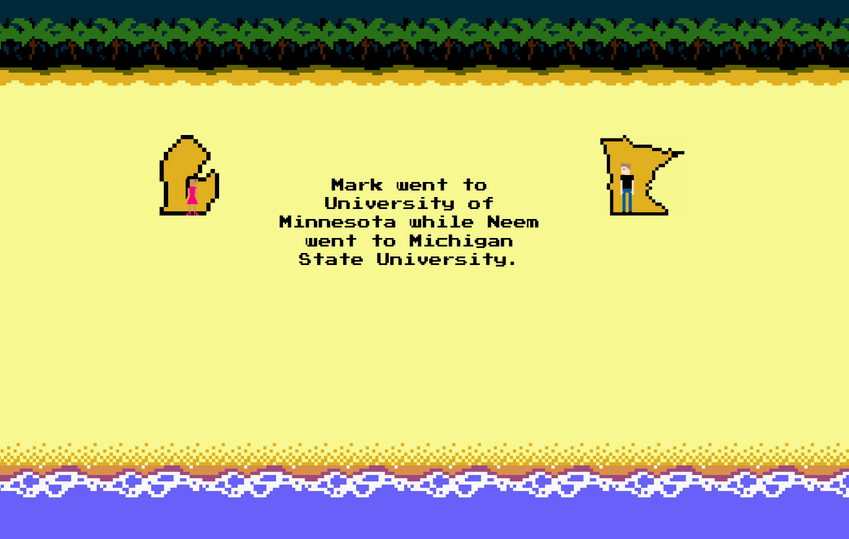 Mark went to
University of
Minnesota while Neem
went to Michigan
State University.